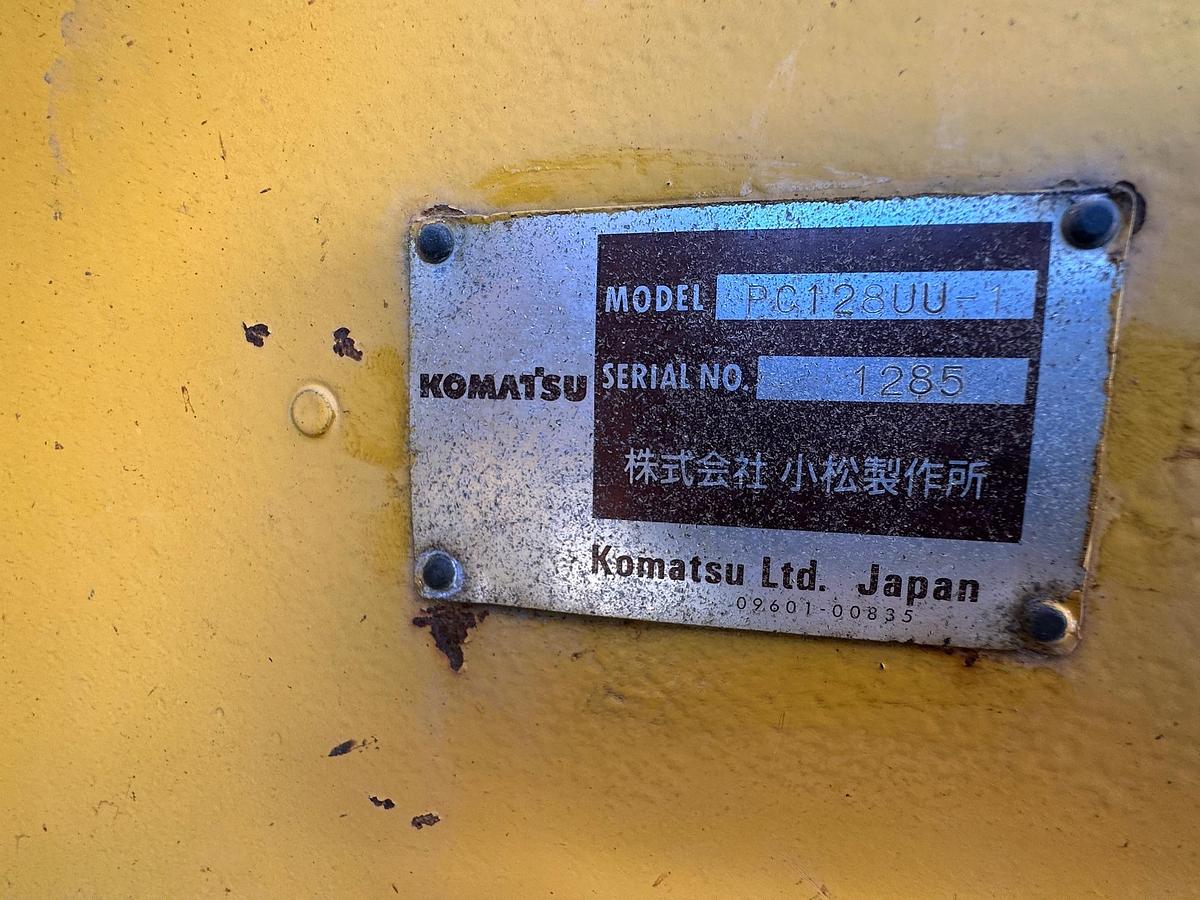 KOMATSU
MODEL PC128UU-1
SERIAL NO. 1285
株式会社 小松製作所
Komatsu Ltd. Japan
09601-00835